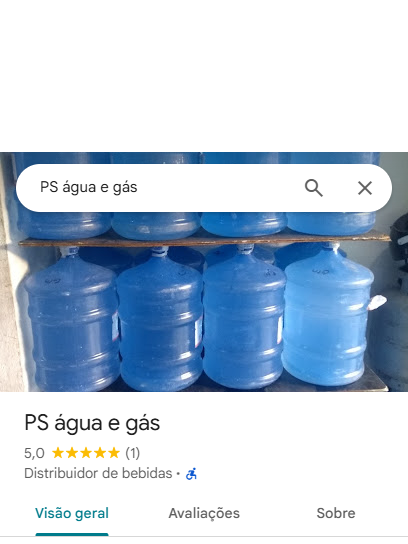 PS água e gás
PS água e gás
5,0 (1)
Distribuidor de bebidas ·
Visão geral Avaliações Sobre